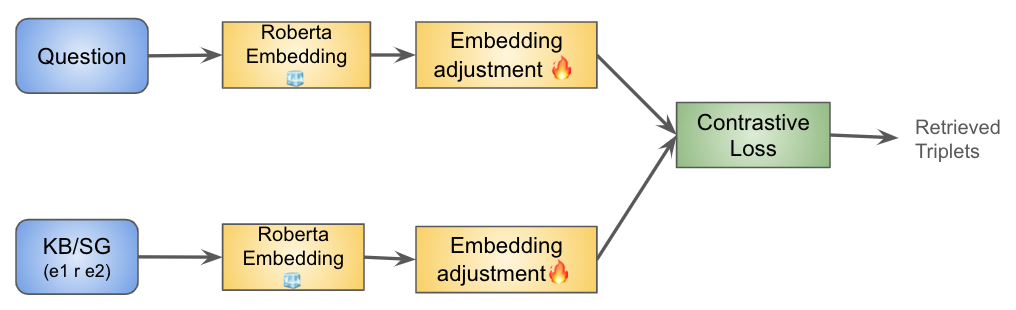 Question
Roberta
Embedding
Embedding
adjustment
Contrastive
Loss
Retrieved
Triplets
KB/SG
(e1 r e2)
Roberta
Embedding
Embedding
adjustment